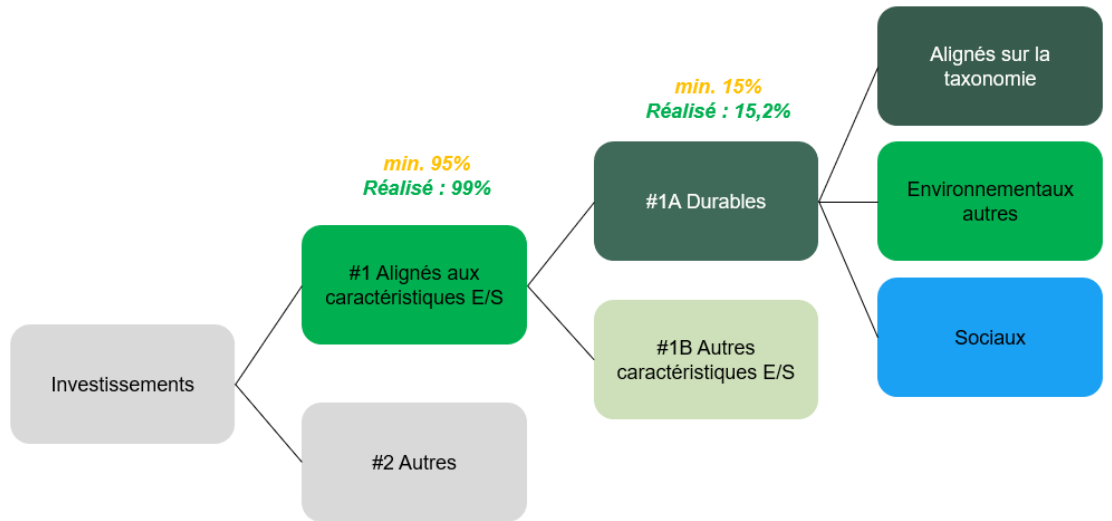 Alignés sur la
taxonomie
min. 15%
Réalisé : 15,2%
min. 95%
Réalisé : 99%
#1A Durables
Environnementaux
autres
#1 Alignés aux
caractéristiques E/S
Sociaux
#1B Autres
caractéristiques E/S
Investissements
#2 Autres